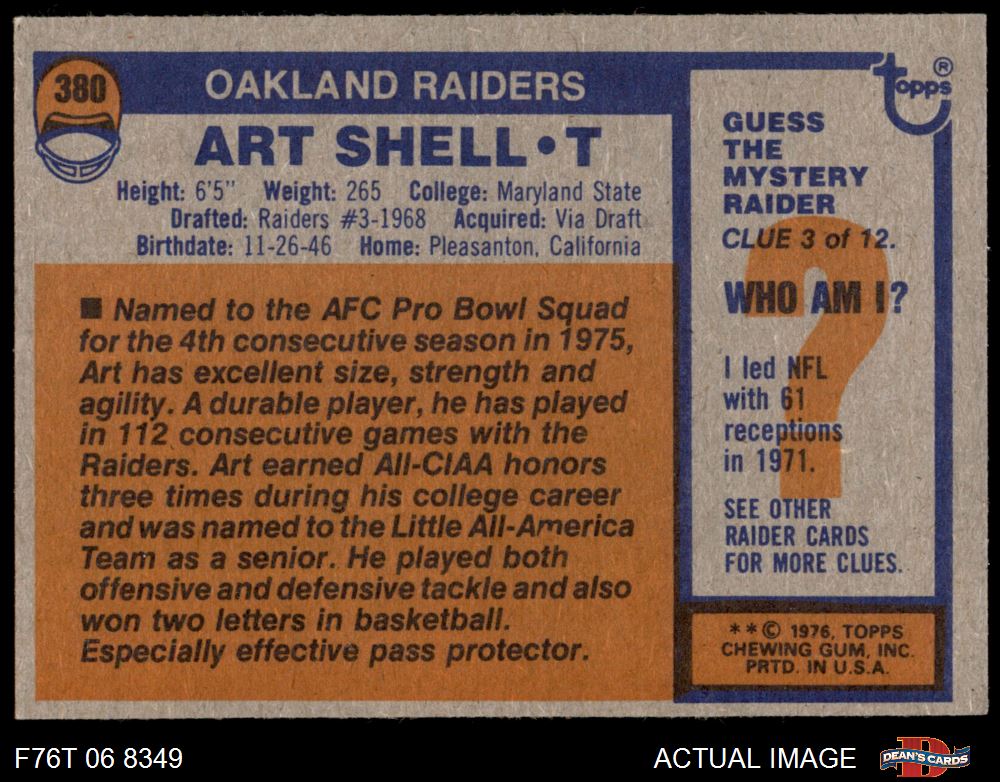 380
OAKLAND RAIDERS
ART SHELL • T
Height: 6'5" Weight: 265 College: Maryland State
Drafted: Raiders #3-1968 Acquired: Via Draft
Birthdate: 11-26-46 Home: Pleasanton, California
■ Named to the AFC Pro Bowl Squad
for the 4th consecutive season in 1975,
Art has excellent size, strength and
agility. A durable player, he has played
in 112 consecutive games with the
Raiders. Art earned All-CIAA honors
three times during his college career
and was named to the Little All-America
Team as a senior. He played both
offensive and defensive tackle and also
won two letters in basketball.
Especially effective pass protector.
topps®
GUESS
THE
MYSTERY
RAIDER
CLUE 3 of 12.
?
WHO AM I?
I led NFL
with 61
receptions
in 1971.
SEE OTHER
RAIDER CARDS
FOR MORE CLUES.
**© 1976, TOPPS
CHEWING GUM, INC.
PRTD. IN U.S.A.
F76T 06 8349
ACTUAL IMAGE
DEAN'S CARDS